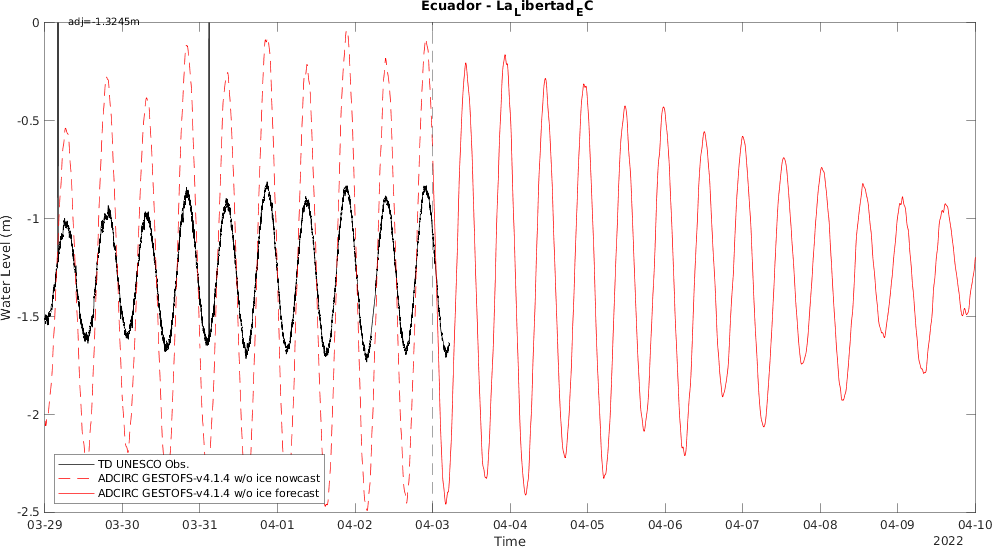 Ecuador - LaLibertadEC
adj=-1.3245m
0
-0.5
-1
-1.5
-2
-2.5
Water Level (m)
TD UNESCO Obs.
ADCIRC GESTOFS-v4.1.4 w/o ice nowcast
ADCIRC GESTOFS-v4.1.4 w/o ice forecast
03-29 03-30 03-31 04-01 04-02 04-03 04-04 04-05 04-06 04-07 04-08 04-09 04-10
Time
2022